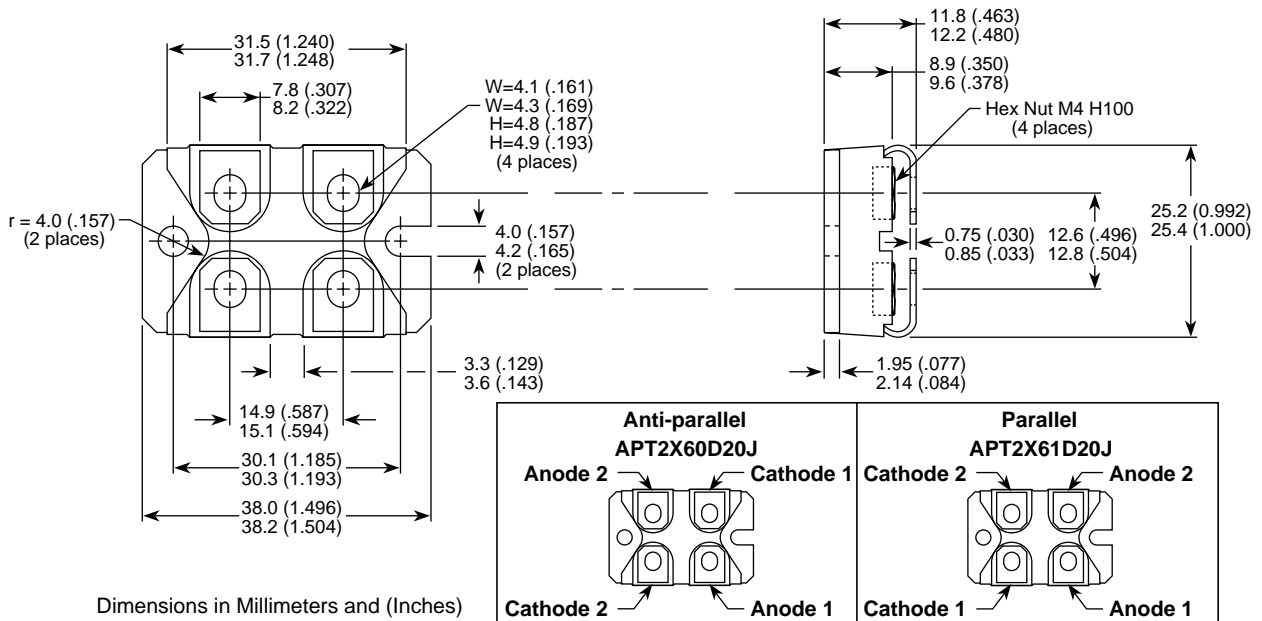 31.5 (1.240)
31.7 (1.248)
7.8 (.307)
8.2 (.322)
W=4.1 (.161)
W=4.3 (.169)
H=4.8 (.187)
H=4.9 (.193)
(4 places)
11.8 (.463)
12.2 (.480)
8.9 (.350)
9.6 (.378)
Hex Nut M4 H100
(4 places)
r = 4.0 (.157)
(2 places)
4.0 (.157)
4.2 (.165)
(2 places)
0.75 (.030)
0.85 (.033)
12.6 (.496)
12.8 (.504)
25.2 (0.992)
25.4 (1.000)
3.3 (.129)
3.6 (.143)
1.95 (.077)
2.14 (.084)
14.9 (.587)
15.1 (.594)
30.1 (1.185)
30.3 (1.193)
38.0 (1.496)
38.2 (1.504)
Dimensions in Millimeters and (Inches)
Anti-parallel
APT2X60D20J
Anode 2
Cathode 1
Cathode 2
Anode 1
Parallel
APT2X61D20J
Cathode 2
Anode 2
Cathode 1
Anode 1